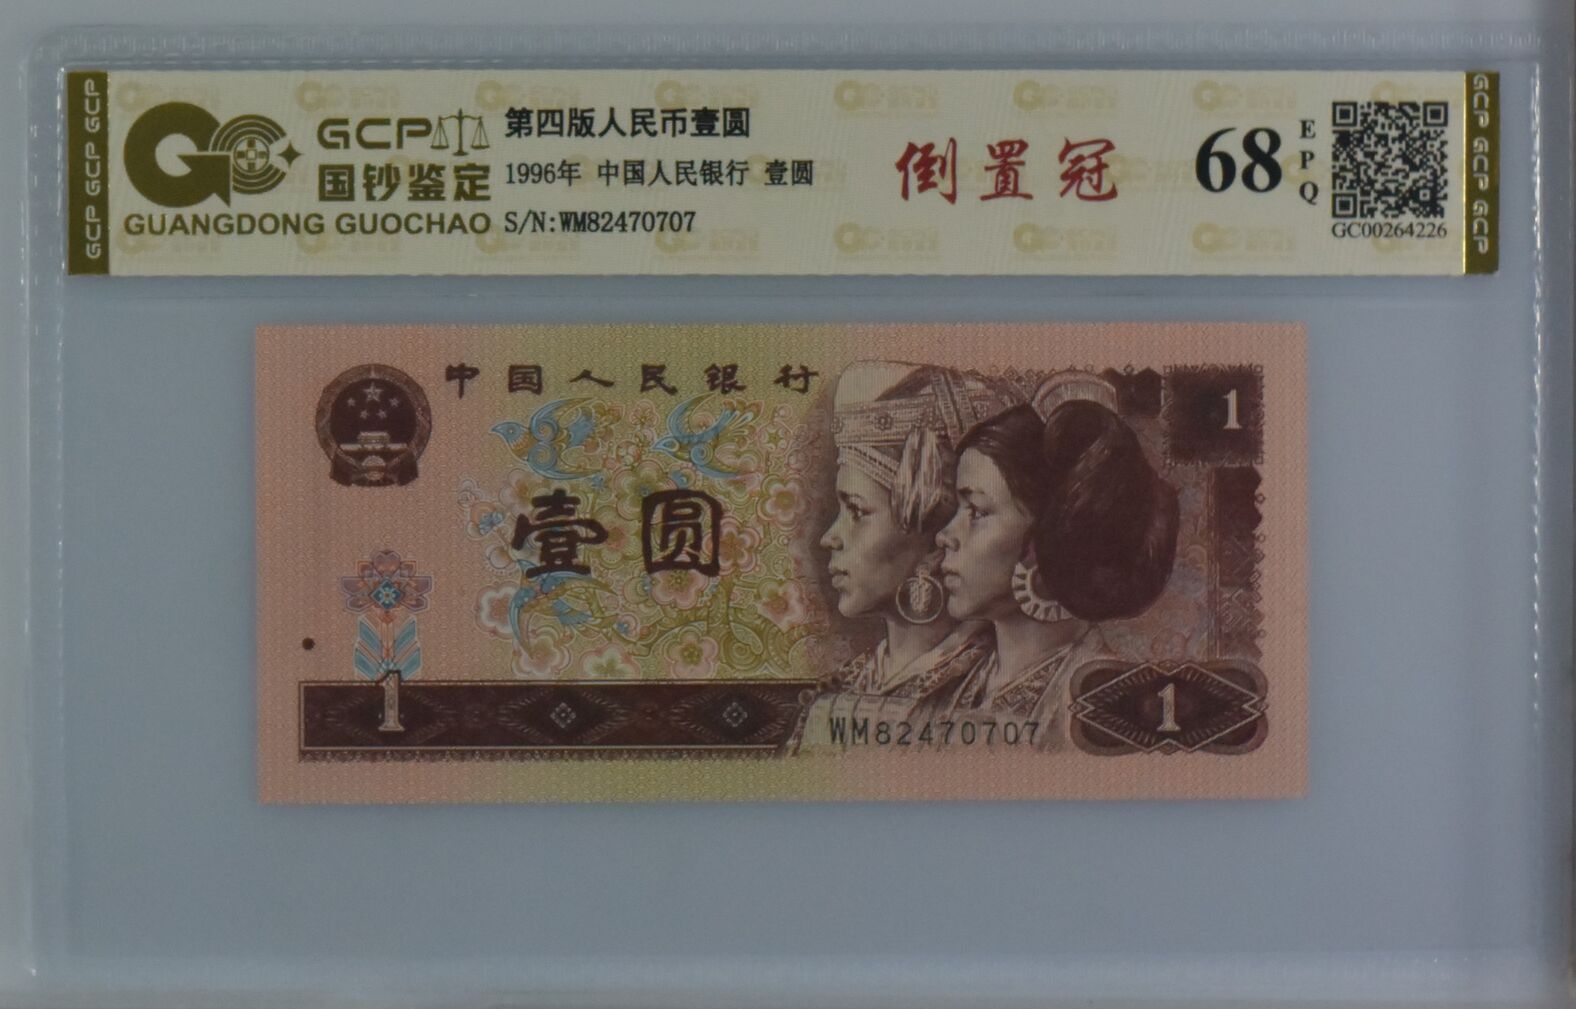 GCP GCP GCP
GCP
国钞鉴定
GUANGDONG GUOCHAO
第四版人民币壹圆
1996年 中国人民银行 壹圆
S/N:WM82470707
倒置冠
68
EPQ
GC00264226
GCP GCP GCP
中国人民银行
1
壹圆
1
WM82470707
1